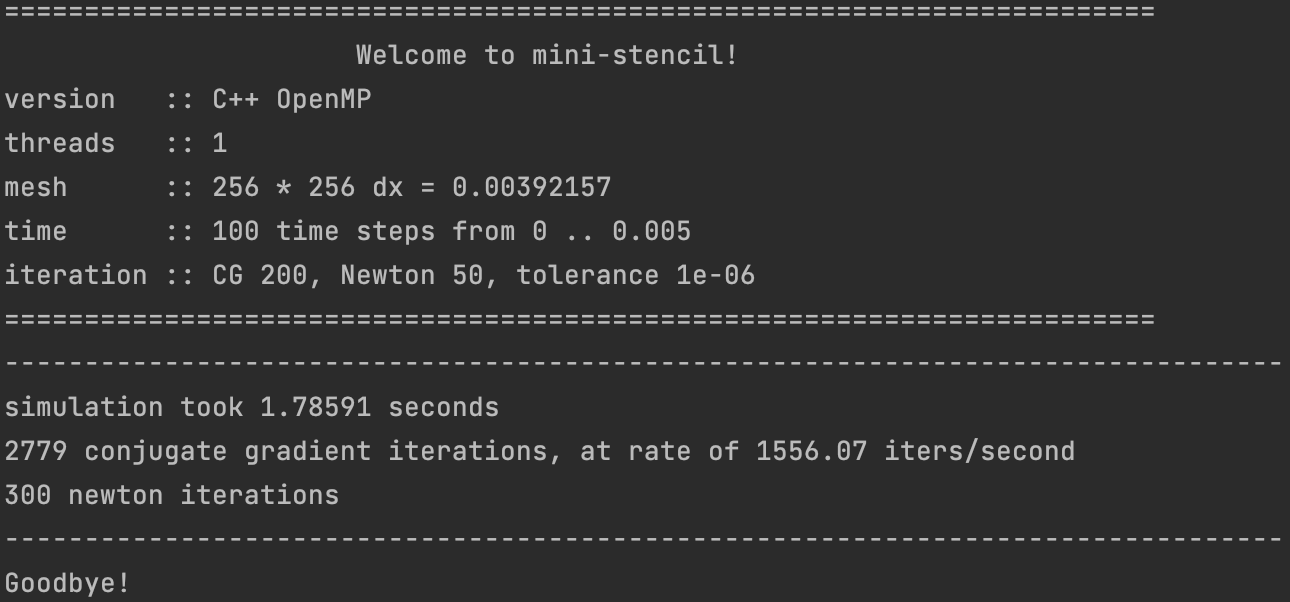 ========================================================================
                      Welcome to mini-stencil!
version   :: C++ OpenMP
threads   :: 1
mesh      :: 256 * 256 dx = 0.00392157
time      :: 100 time steps from 0 .. 0.005
iteration :: CG 200, Newton 50, tolerance 1e-06
========================================================================
--------------------------------------------------------------------------------
simulation took 1.78591 seconds
2779 conjugate gradient iterations, at rate of 1556.07 iters/second
300 newton iterations
--------------------------------------------------------------------------------
Goodbye!